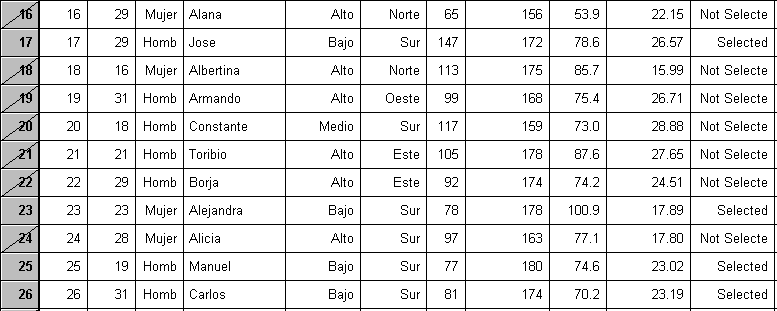 16 16 29 Mujer Alana Alto Norte 65 156 53.9 22.15 Not Selecte
17 17 29 Homb Jose Bajo Sur 147 172 78.6 26.57 Selected
18 18 16 Mujer Albertina Alto Norte 113 175 85.7 15.99 Not Selecte
19 19 31 Homb Armando Alto Oeste 99 168 75.4 26.71 Not Selecte
20 20 18 Homb Constante Medio Sur 117 159 73.0 28.88 Not Selecte
21 21 21 Homb Toribio Alto Este 105 178 87.6 27.65 Not Selecte
22 22 29 Homb Borja Alto Este 92 174 74.2 24.51 Not Selecte
23 23 23 Mujer Alejandra Bajo Sur 78 178 100.9 17.89 Selected
24 24 28 Mujer Alicia Alto Sur 97 163 77.1 17.80 Not Selecte
25 25 19 Homb Manuel Bajo Sur 77 180 74.6 23.02 Selected
26 26 31 Homb Carlos Bajo Sur 81 174 70.2 23.19 Selected